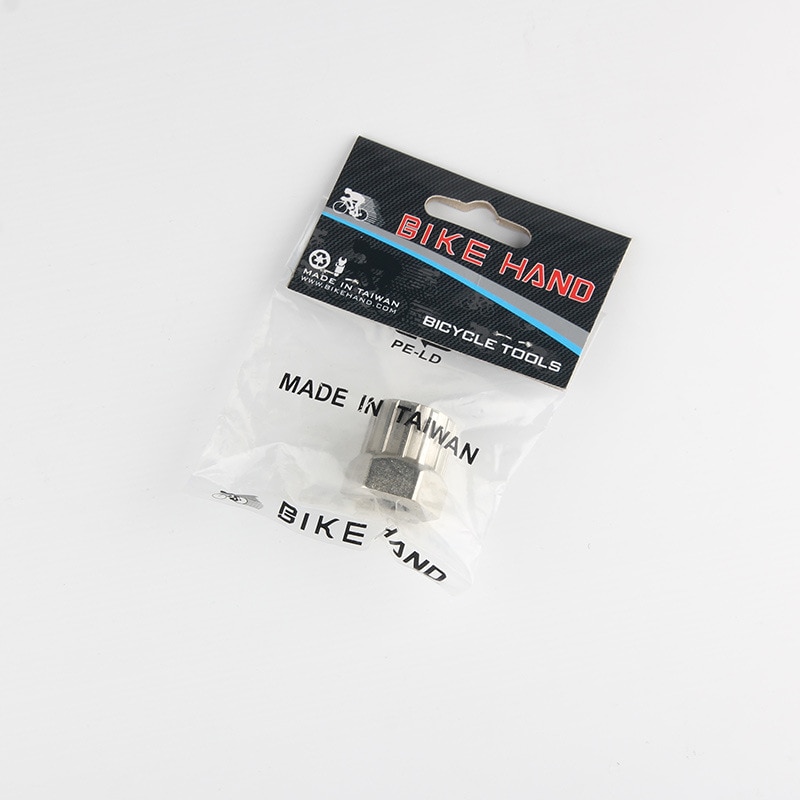 BIKE HAND
MADE IN TAIWAN
WWW.BIKEHAND.COM
BICYCLE TOOLS
PE-LD
MADE IN TAIWAN
BIKE HAND